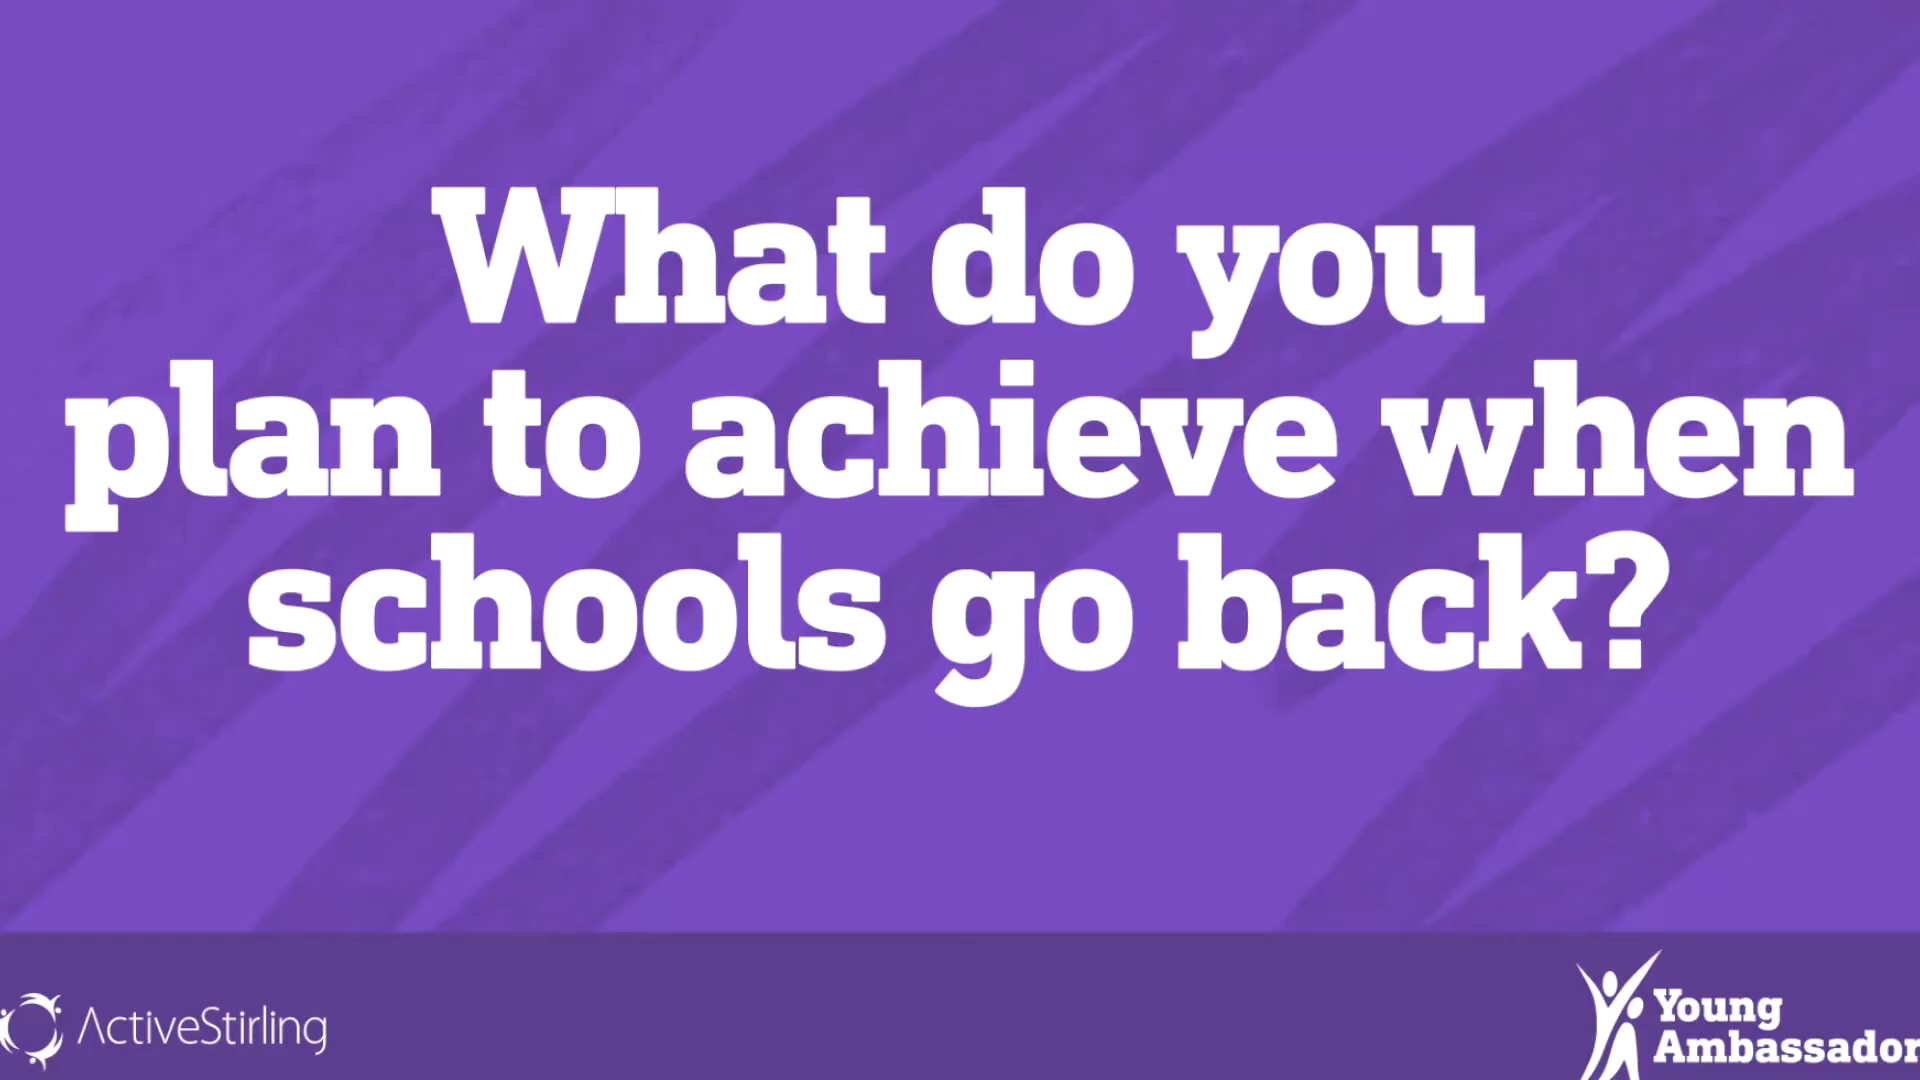 What do you
plan to achieve when
schools go back?
ActiveStirling
Young
Ambassador